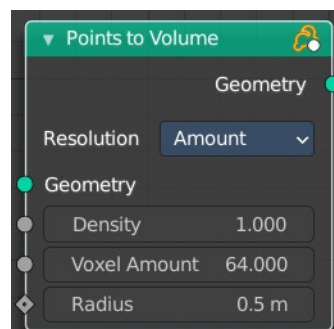 Points to Volume
Geometry
Resolution Amount
Geometry
Density 1.000
Voxel Amount 64.000
Radius 0.5 m